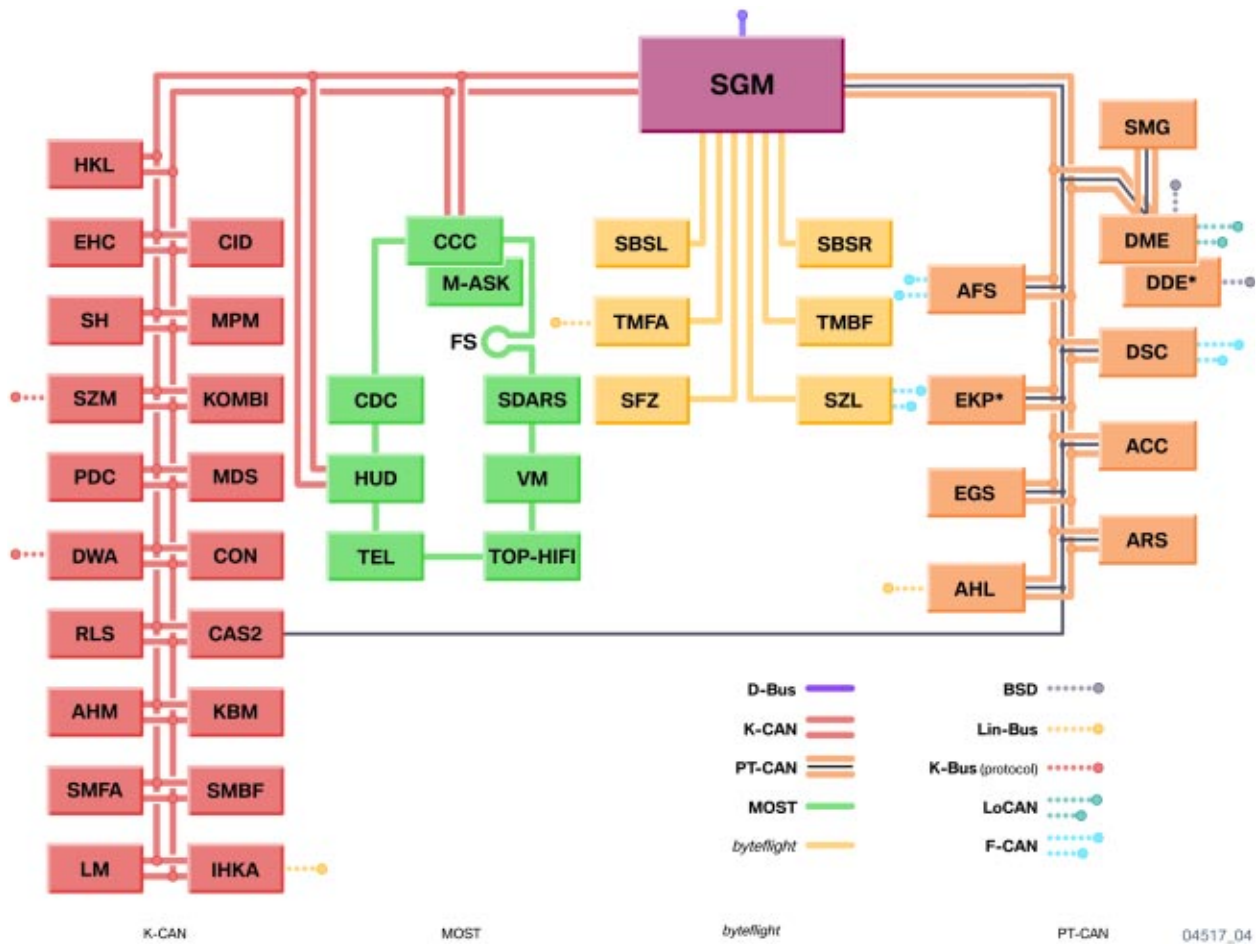 SGM
SMG
HKL
EHC
CID
CCC
SBSL
SBSR
DME
M-ASK
AFS
DDE*
SH
MPM
FS
TMFA
TMBF
DSC
SZM
KOMBI
CDC
SDARS
SFZ
SZL
EKP*
ACC
PDC
MDS
HUD
VM
EGS
DWA
CON
TEL
TOP-HIFI
ARS
AHL
RLS
CAS2
D-Bus
BSD
AHM
KBM
K-CAN
Lin-Bus
PT-CAN
K-Bus (protocol)
SMFA
SMBF
MOST
LoCAN
byteflight
F-CAN
LM
IHKA
K-CAN
MOST
byteflight
PT-CAN
04517_04